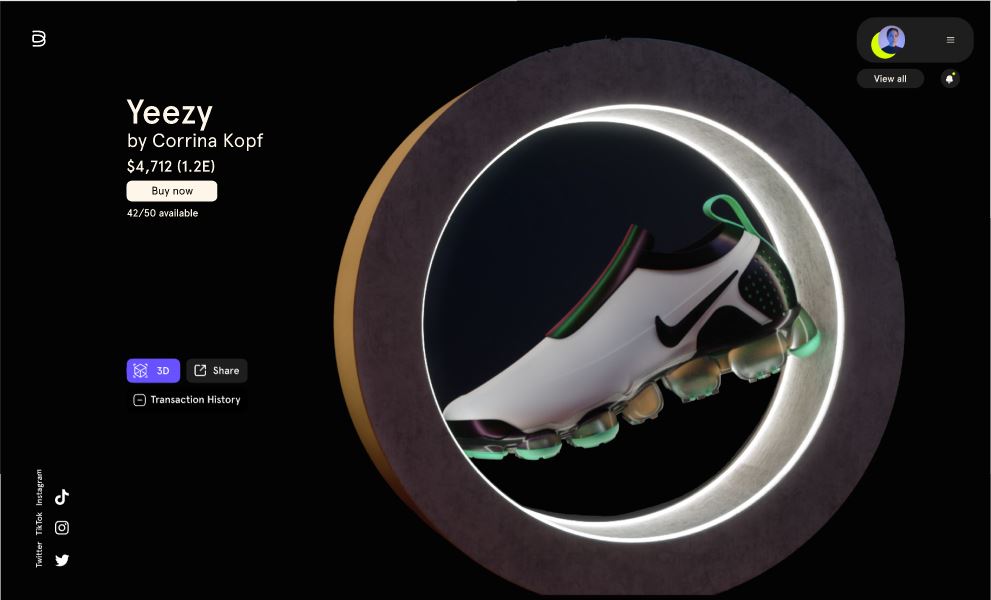 View all
Yeezy
by Corrina Kopf
$4,712 (1.2E)
Buy now
42/50 available
3D
Share
Transaction History
Instagram
TikTok
Twitter